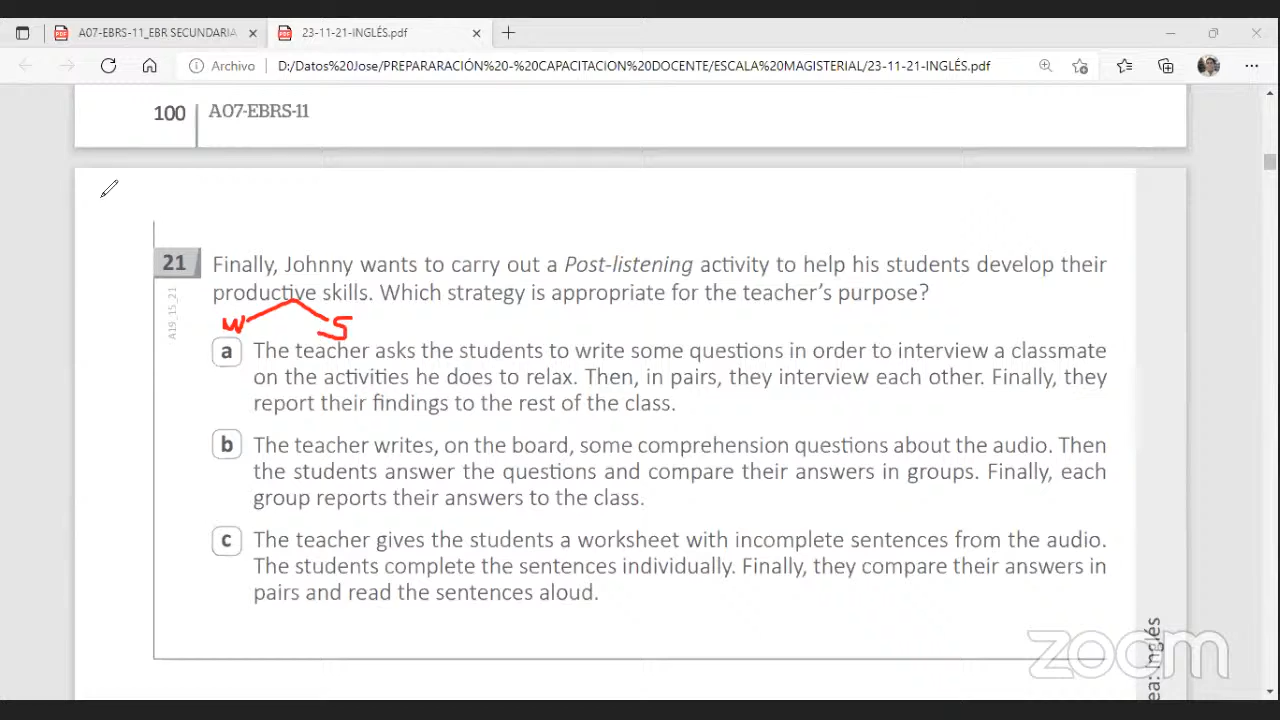 A07-EBRS-11_EBR SECUNDARIA
23-11-21-INGLÉS.pdf
Archivo
D:/Datos%20Jose/PREPARARACIÓN%20-%20CAPACITACION%20DOCENTE/ESCALA%20MAGISTERIAL/23-11-21-INGLÉS.pdf
100 A07-EBRS-11
21 Finally, Johnny wants to carry out a Post-listening activity to help his students develop their
productive skills. Which strategy is appropriate for the teacher's purpose?
A19_15_21
W S
a The teacher asks the students to write some questions in order to interview a classmate
on the activities he does to relax. Then, in pairs, they interview each other. Finally, they
report their findings to the rest of the class.
b The teacher writes, on the board, some comprehension questions about the audio. Then
the students answer the questions and compare their answers in groups. Finally, each
group reports their answers to the class.
c The teacher gives the students a worksheet with incomplete sentences from the audio.
The students complete the sentences individually. Finally, they compare their answers in
pairs and read the sentences aloud.
ea: Inglés
zoom